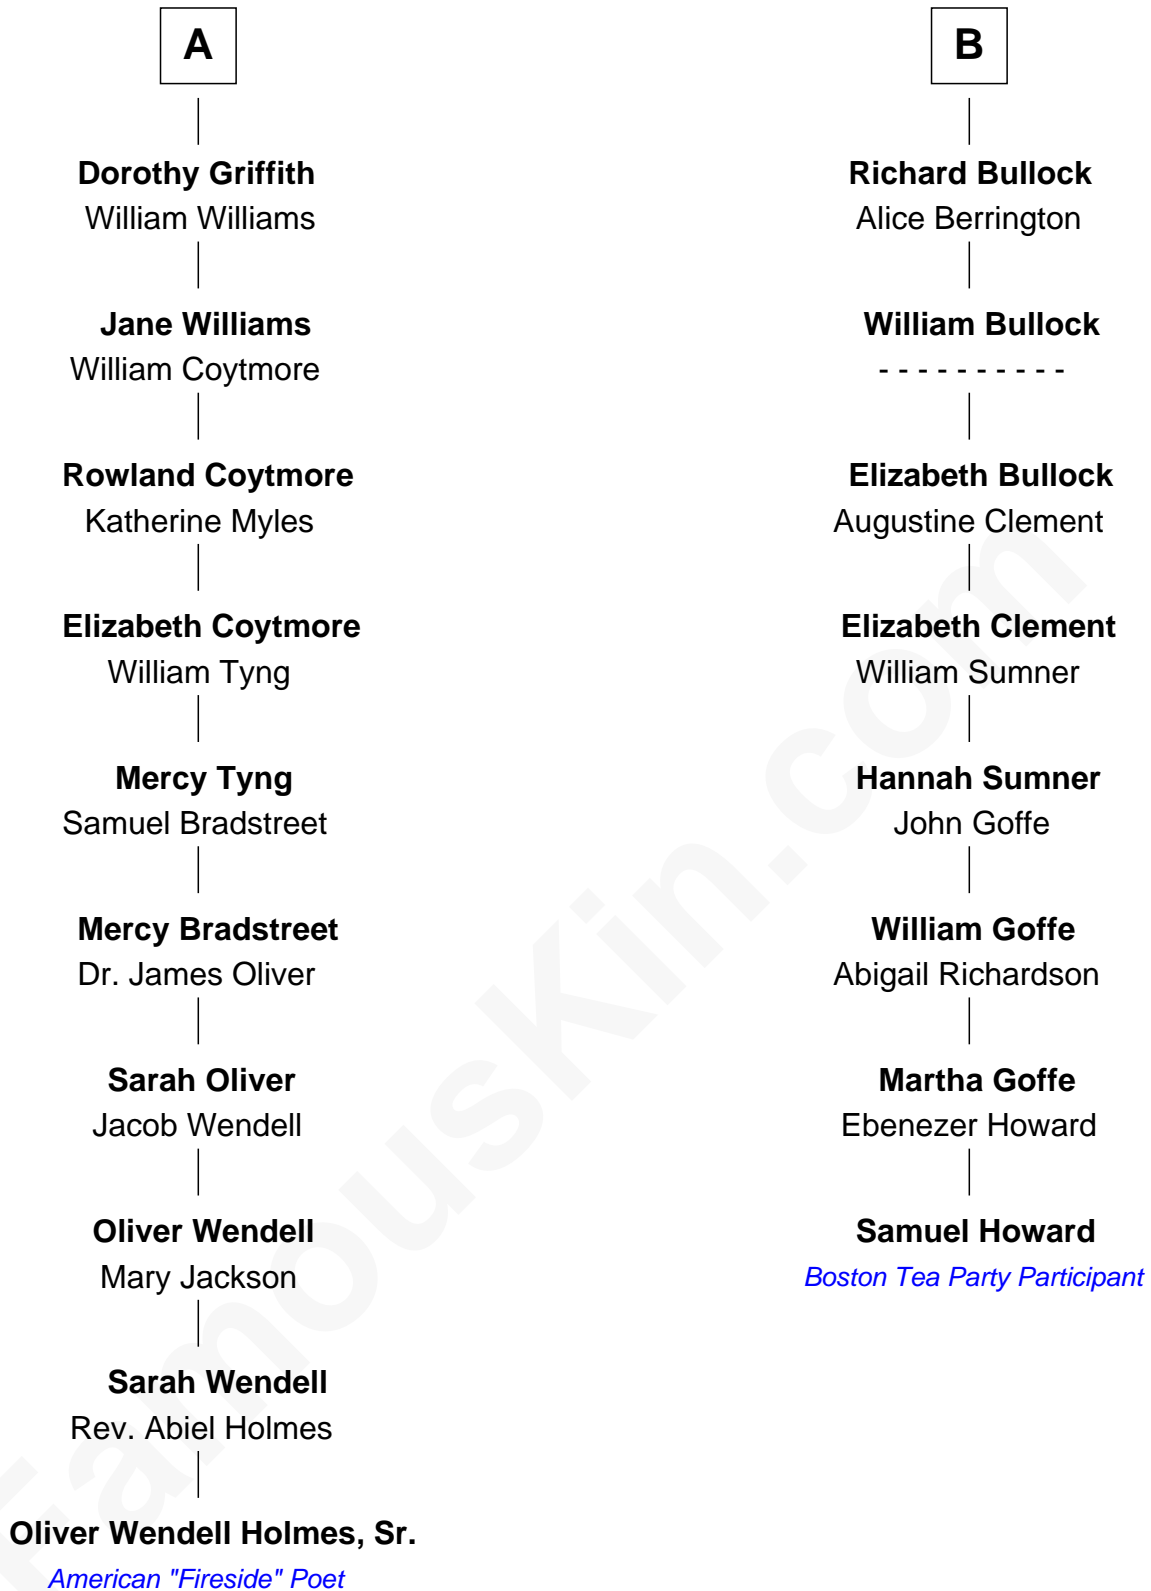 A
Dorothy Griffith
William Williams
Jane Williams
William Coytmore
Rowland Coytmore
Katherine Myles
Elizabeth Coytmore
William Tyng
Mercy Tyng
Samuel Bradstreet
Mercy Bradstreet
Dr. James Oliver
Sarah Oliver
Jacob Wendell
Oliver Wendell
Mary Jackson
Sarah Wendell
Rev. Abiel Holmes
Oliver Wendell Holmes, Sr.
American "Fireside" Poet
B
Richard Bullock
Alice Berrington
William Bullock
- - - - - - - - - -
Elizabeth Bullock
Augustine Clement
Elizabeth Clement
William Sumner
Hannah Sumner
John Goffe
William Goffe
Abigail Richardson
Martha Goffe
Ebenezer Howard
Samuel Howard
Boston Tea Party Participant
FamousKin.com